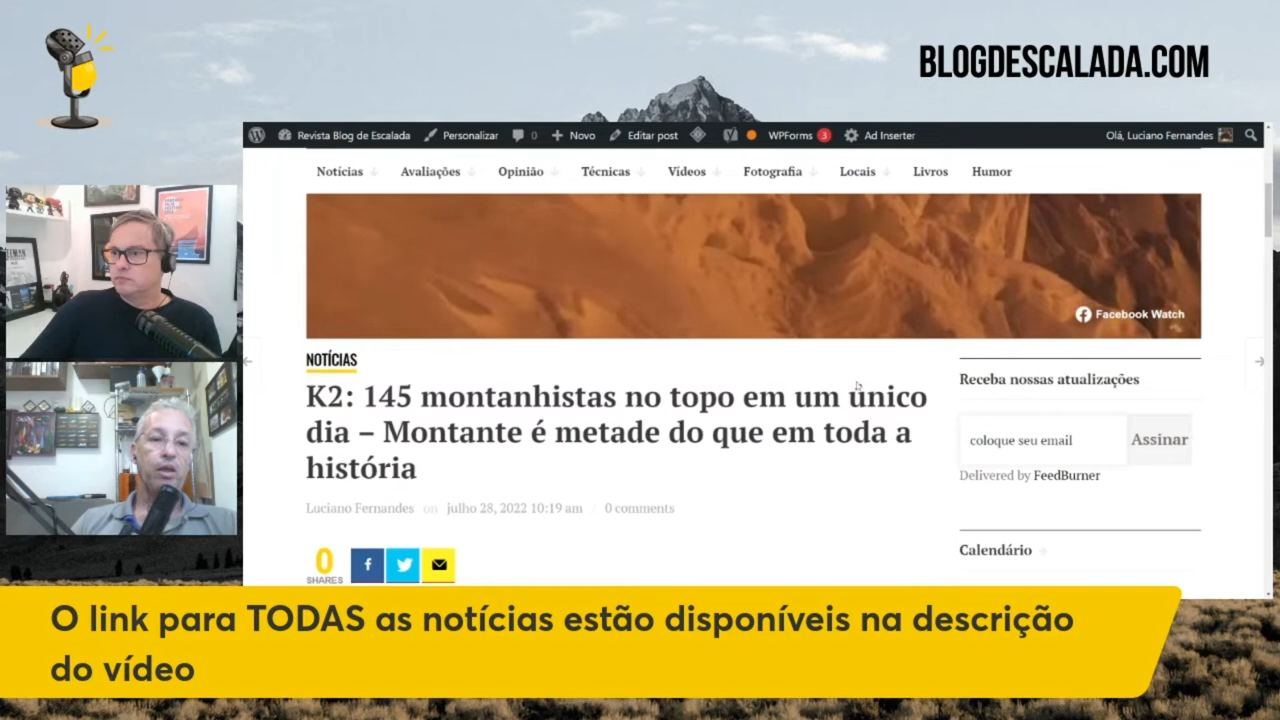 BLOGDESCALADA.COM
Revista Blog de Escalada Personalizar 0 Novo Editar post WPForms 3 Ad Inserter Olá, Luciano Fernandes
Notícias Avaliações Opinião Técnicas Vídeos Fotografia Locais Livros Humor
Facebook Watch
NOTÍCIAS
K2: 145 montanhistas no topo em um único
dia – Montante é metade do que em toda a
história
Luciano Fernandes on julho 28, 2022 10:19 am / 0 comments
0
SHARES
Receba nossas atualizações
coloque seu email Assinar
Delivered by FeedBurner
Calendário
O link para TODAS as notícias estão disponíveis na descrição
do vídeo